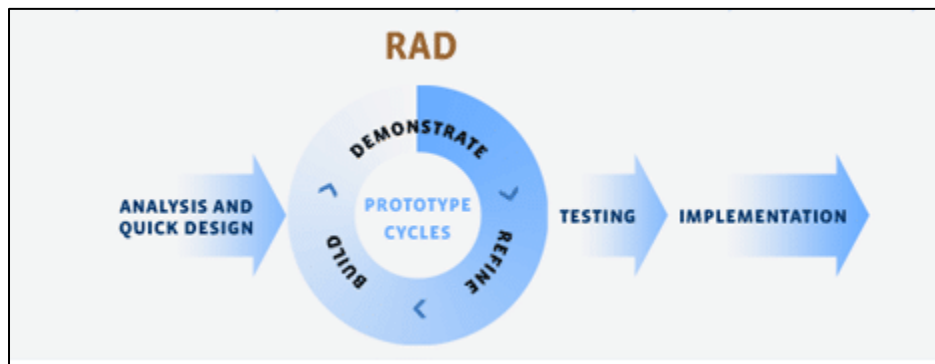 RAD
ANALYSIS AND
QUICK DESIGN
DEMONSTRATE
PROTOTYPE
CYCLES
BUILD
REFINE
TESTING
IMPLEMENTATION